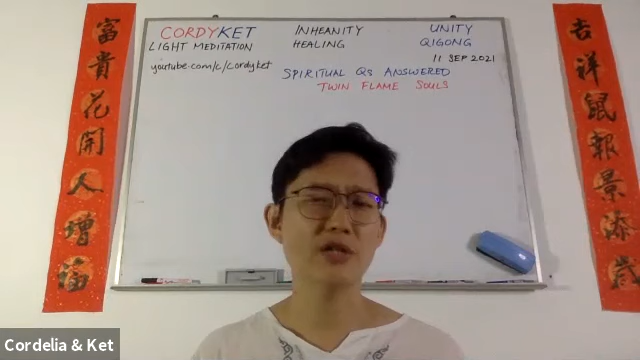 富貴花開人增福
CORDYKET INHEANITY UNITY
LIGHT MEDITATION HEALING QIGONG
11 SEP 2021
youtube.com/c/cordyket
SPIRITUAL QS ANSWERED
TWIN FLAME SOULS
吉祥鼠報景添歲
Cordelia & Ket